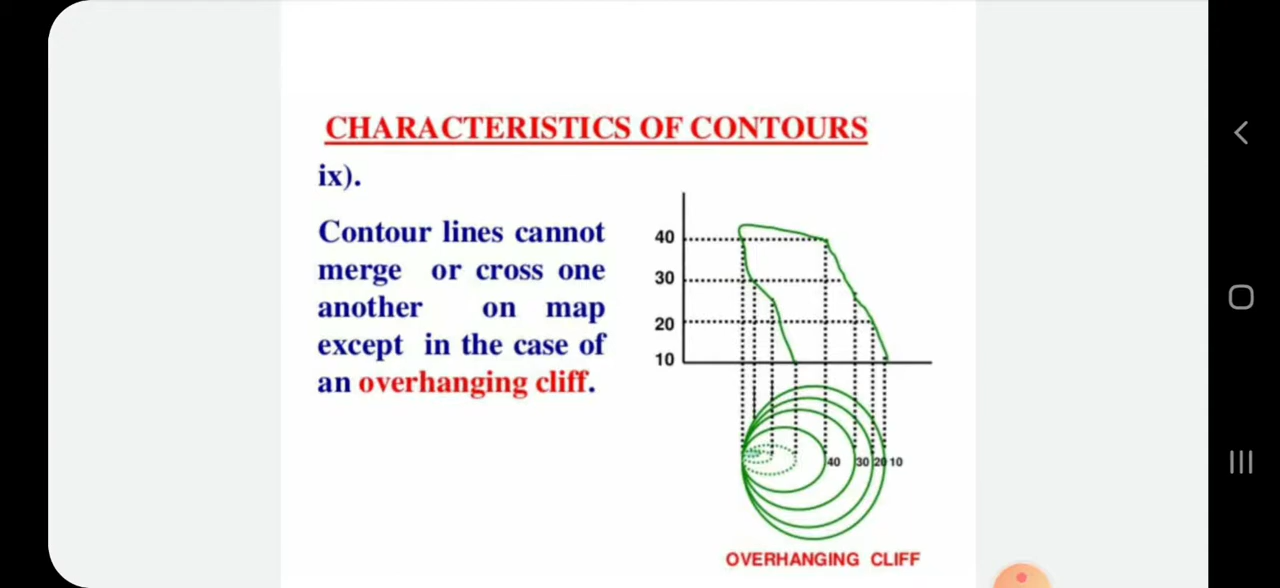 CHARACTERISTICS OF CONTOURS
ix).
Contour lines cannot
merge or cross one
another on map
except in the case of
an overhanging cliff.
40
30
20
10
40 30 20 10
OVERHANGING CLIFF